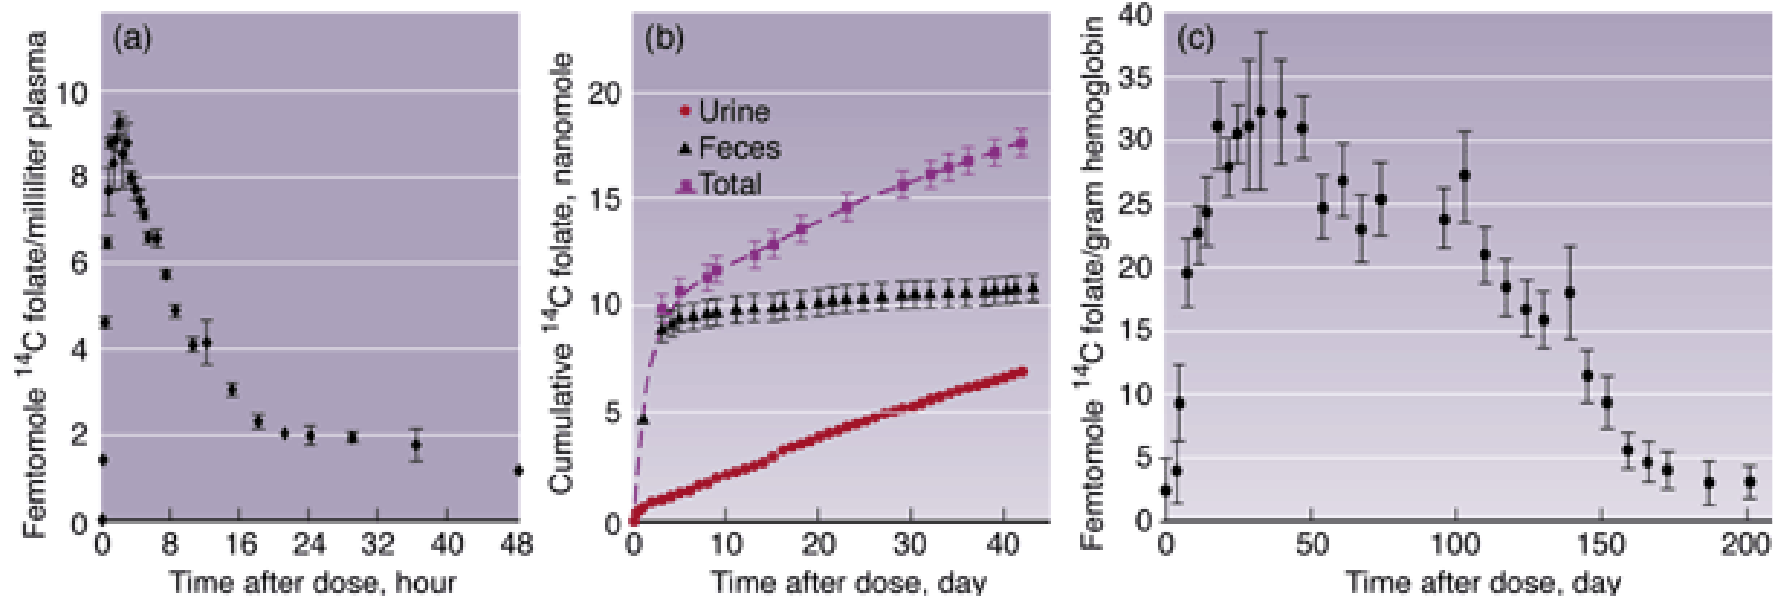 (a)
Femtomole ¹⁴C folate/milliliter plasma
10
8
6
4
2
0
0 8 16 24 32 40 48
Time after dose, hour
(b)
Cumulative ¹⁴C folate, nanomole
20
15
10
5
0
Urine
Feces
Total
0 10 20 30 40
Time after dose, day
(c)
Femtomole ¹⁴C folate/gram hemoglobin
40
35
30
25
20
15
10
5
0
0 50 100 150 200
Time after dose, day